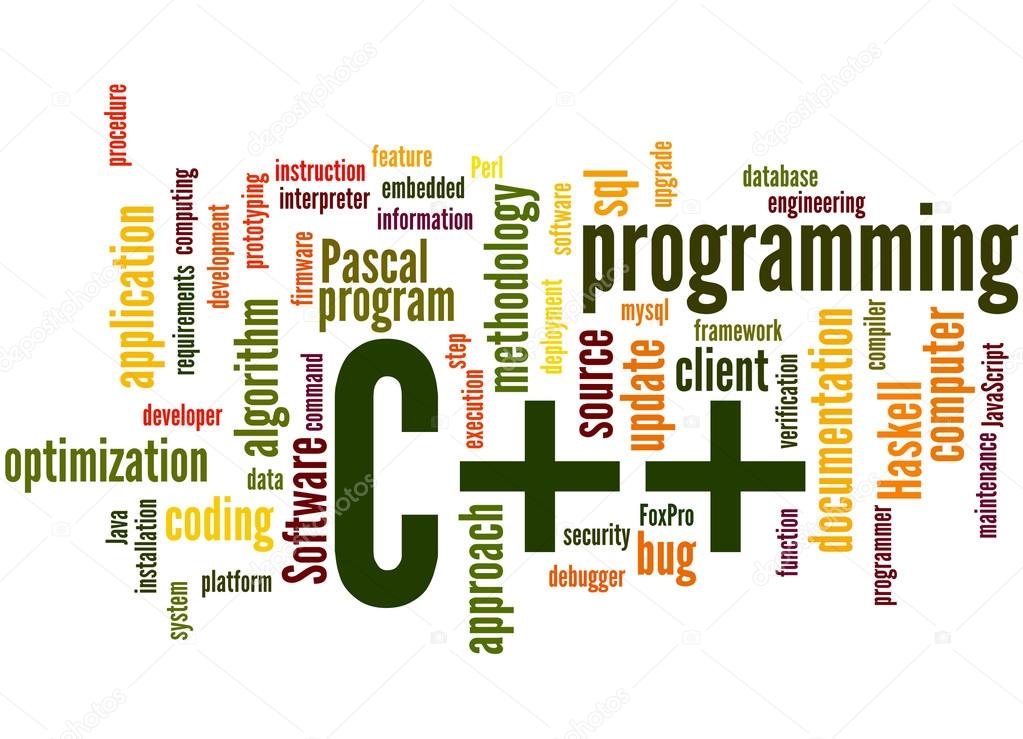 procedure
feature
Perl
instruction
interpreter
embedded
information
computing
prototyping
development
application
requirements
firmware
Pascal
program
methodology
software
sql
upgrade
database
engineering
programming
deployment
mysql
framework
compiler
algorithm
command
step
execution
source
update
client
verification
documentation
computer
Haskell
JavaScript
developer
optimization
data
Software
C++
maintenance
Java
installation
coding
approach
security
FoxPro
bug
debugger
function
programmer
system
platform
depositphotos